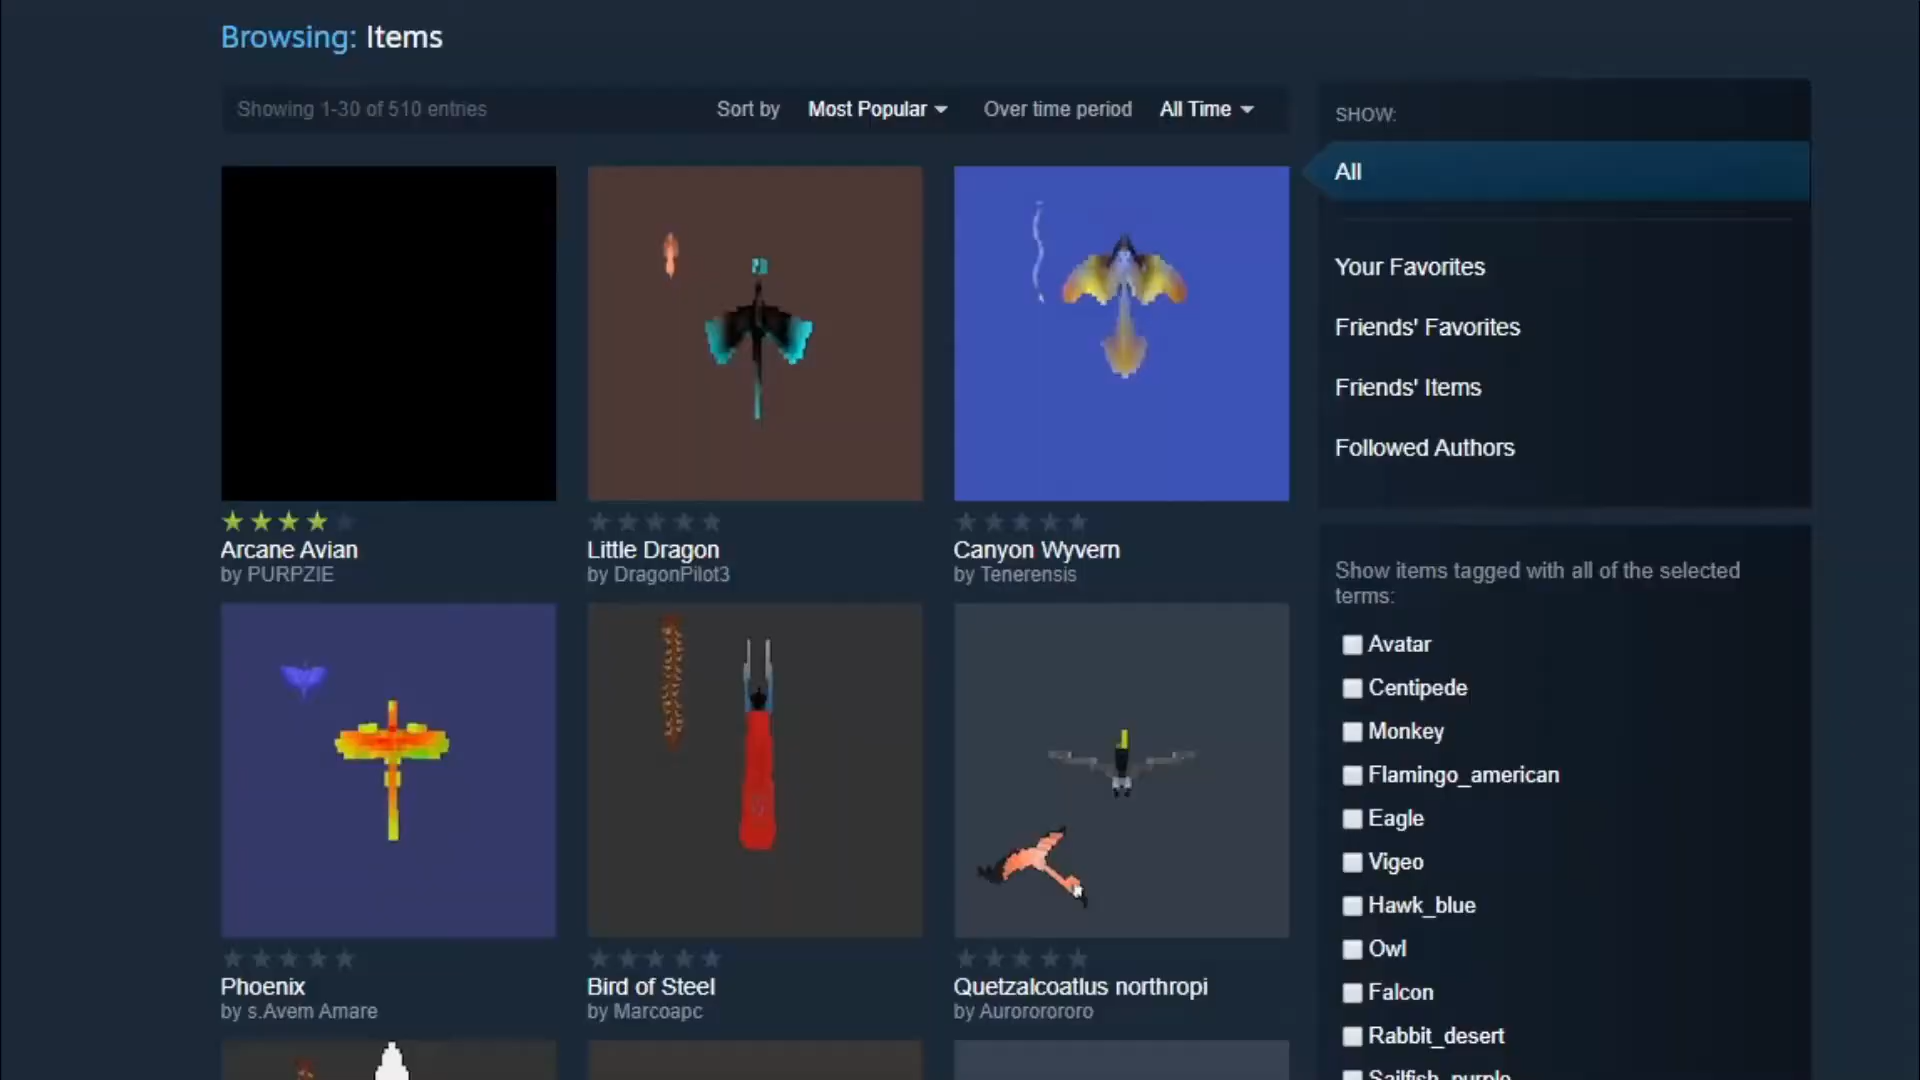 Browsing: Items
Showing 1-30 of 510 entries
Sort by Most Popular Over time period All Time
SHOW:
All
Your Favorites
Friends' Favorites
Friends' Items
Followed Authors
Arcane Avian
by PURPZIE
Little Dragon
by DragonPilot3
Canyon Wyvern
by Tenerensis
Phoenix
by s.Avem Amare
Bird of Steel
by Marcoapc
Quetzalcoatlus northropi
by Aurororororo
Show items tagged with all of the selected
terms:
Avatar
Centipede
Monkey
Flamingo_american
Eagle
Vigeo
Hawk_blue
Owl
Falcon
Rabbit_desert
Sailfish_purple